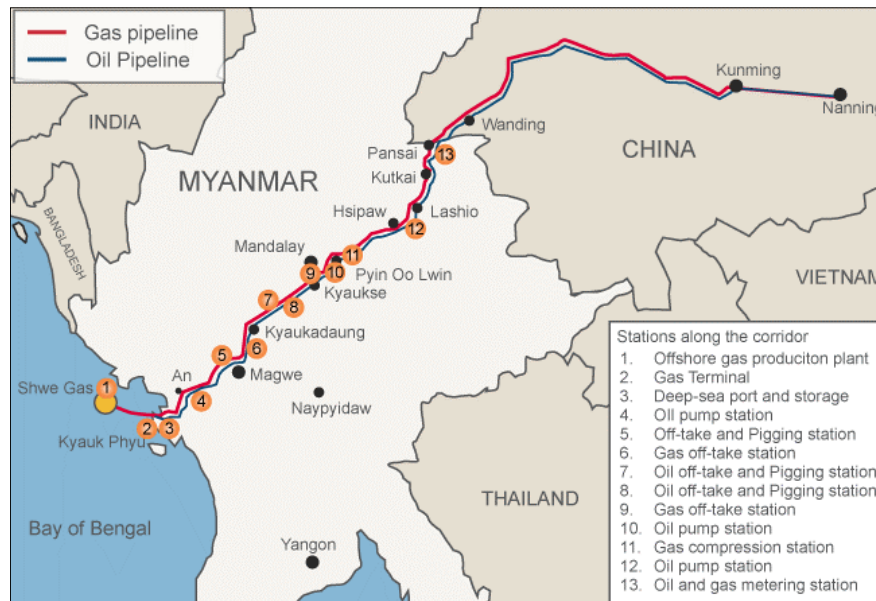 Gas pipeline
Oil Pipeline
INDIA
BANGLADESH
MYANMAR
CHINA
Kunming
Nanning
Wanding
Pansai
13
Kutkai
Lashio
Hsipaw
12
Mandalay
11
9
10
Pyin Oo Lwin
Kyaukse
7
8
Kyaukadaung
6
5
Magwe
An
4
Shwe Gas
1
2
3
Kyauk Phyu
Naypyidaw
Bay of Bengal
Yangon
THAILAND
VIETNAM
Stations along the corridor
1. Offshore gas produciton plant
2. Gas Terminal
3. Deep-sea port and storage
4. Oil pump station
5. Off-take and Pigging station
6. Gas off-take station
7. Oil off-take and Pigging station
8. Oil off-take and Pigging station
9. Gas off-take station
10. Oil pump station
11. Gas compression station
12. Oil pump station
13. Oil and gas metering station